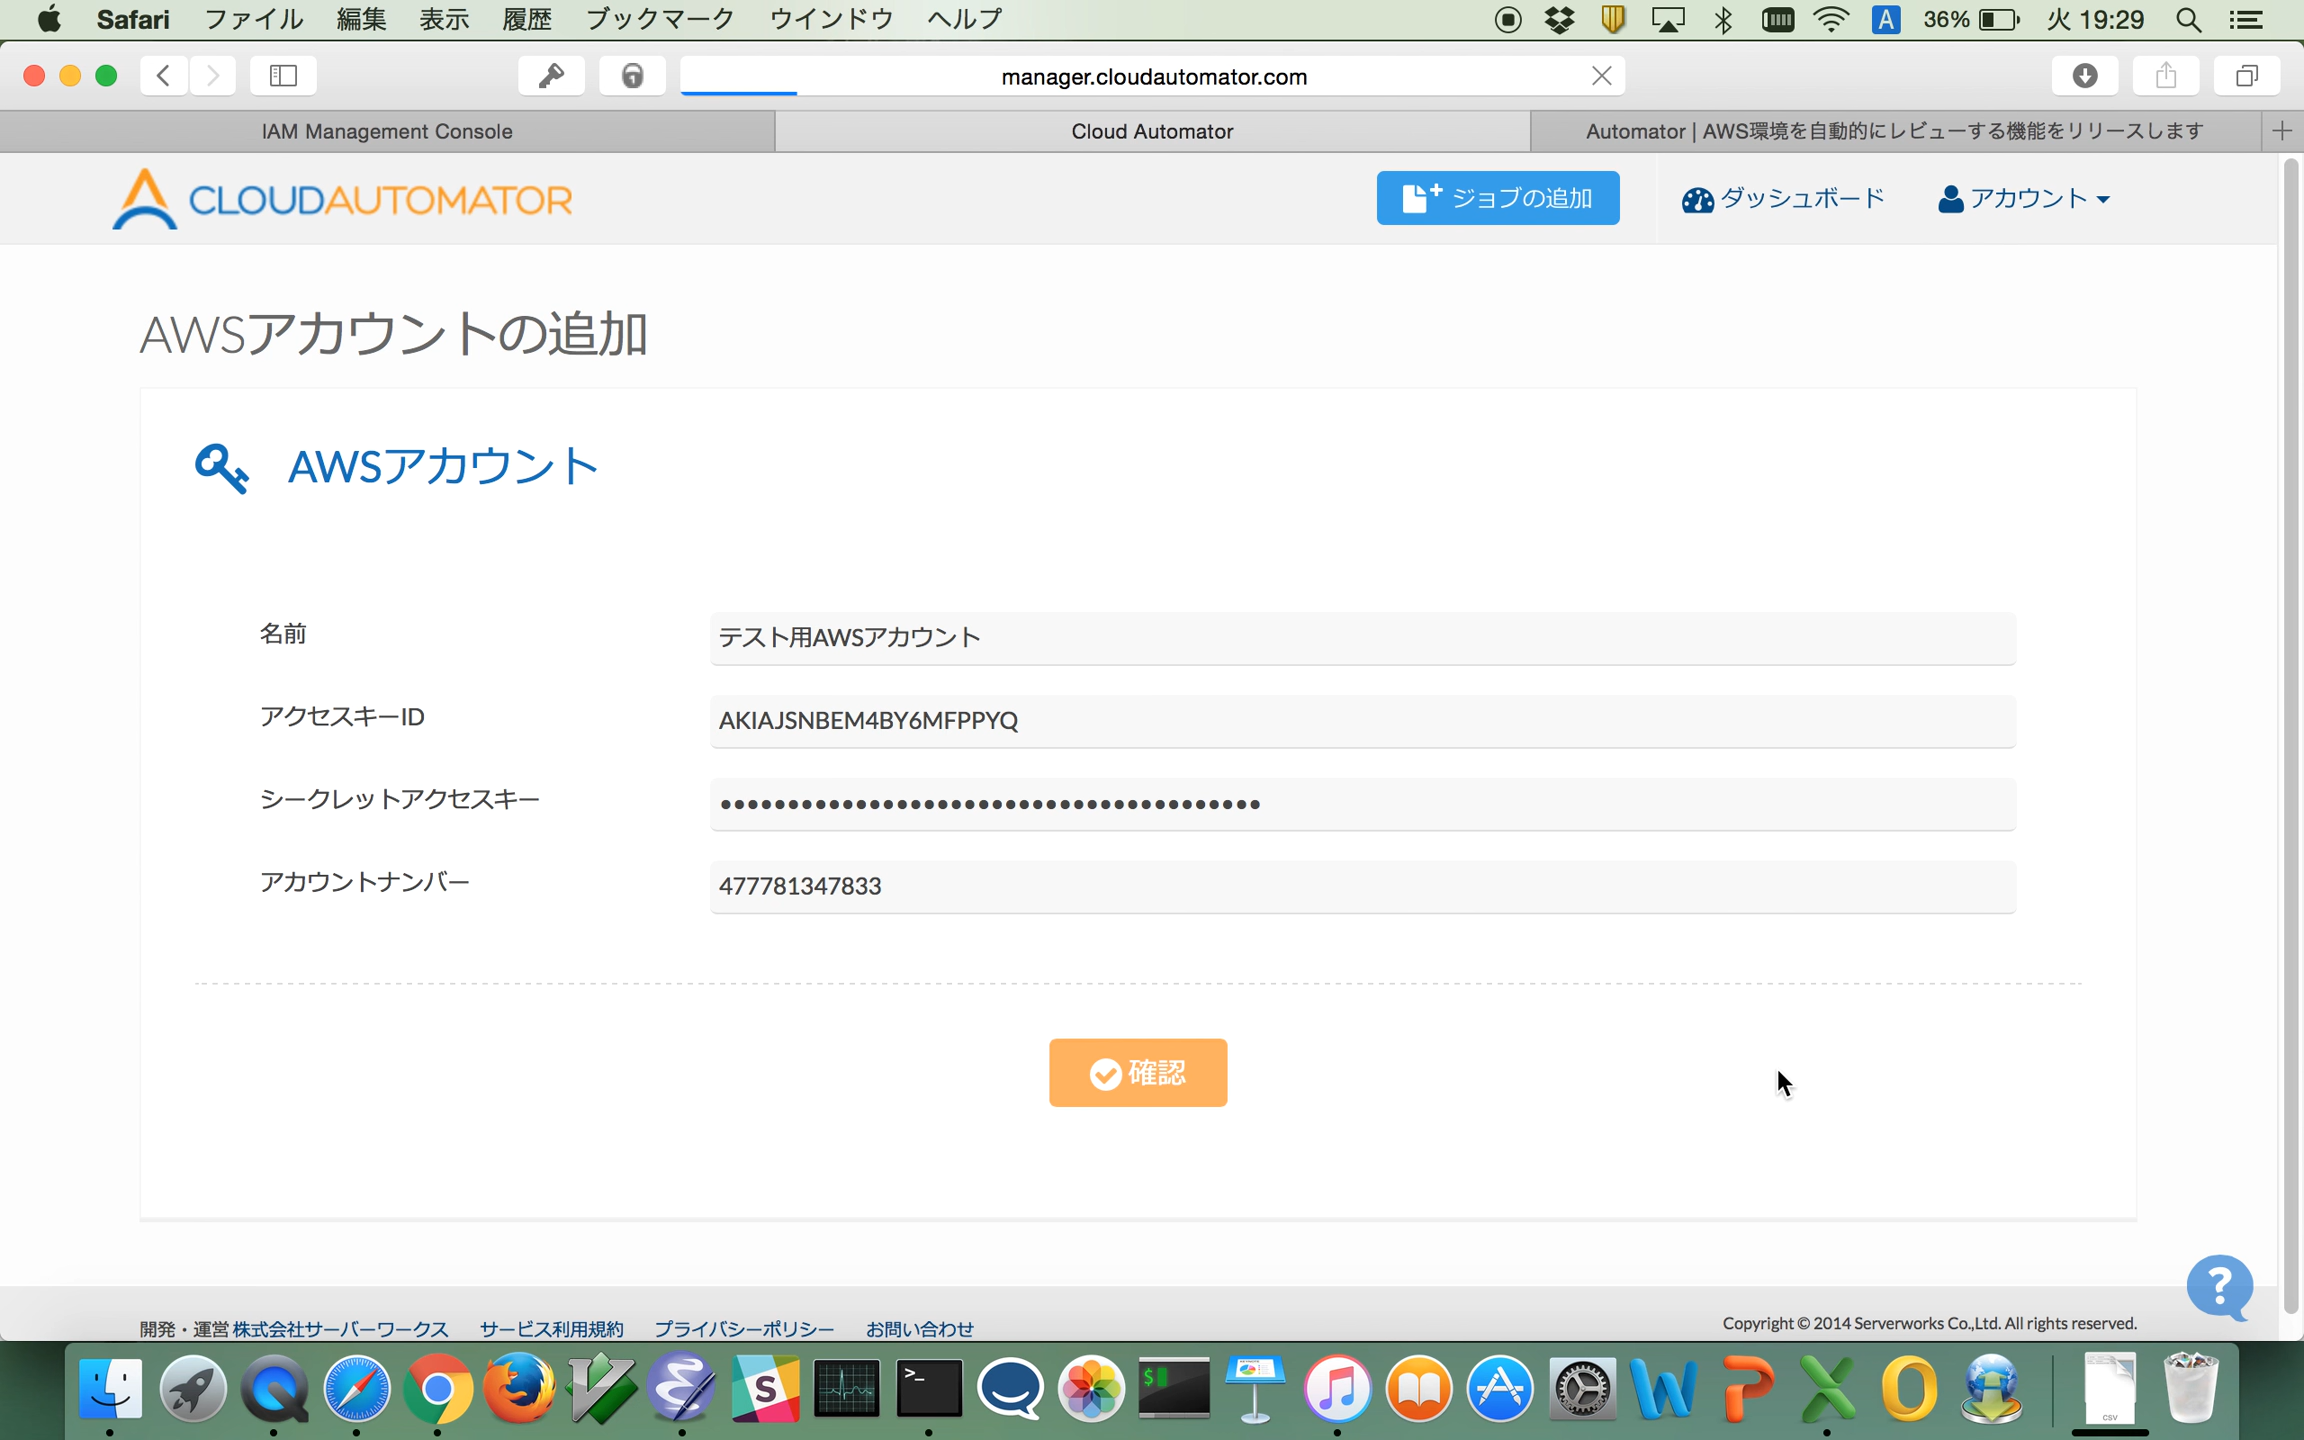 Safari ファイル 編集 表示 履歴 ブックマーク ウインドウ ヘルプ A 36% 火 19:29
manager.cloudautomator.com
IAM Management Console
Cloud Automator
Automator | AWS環境を自動的にレビューする機能をリリースします
CLOUDAUTOMATOR
ジョブの追加
ダッシュボード
アカウント
AWSアカウントの追加
AWSアカウント
名前 テスト用AWSアカウント
アクセスキーID AKIAJSNBEM4BY6MFPPYQ
シークレットアクセスキー ••••••••••••••••••••••••••••••••••••••••
アカウントナンバー 477781347833
確認
?
開発・運営 株式会社サーバーワークス サービス利用規約 プライバシーポリシー お問い合わせ
Copyright © 2014 Serverworks Co.,Ltd. All rights reserved.
CSV